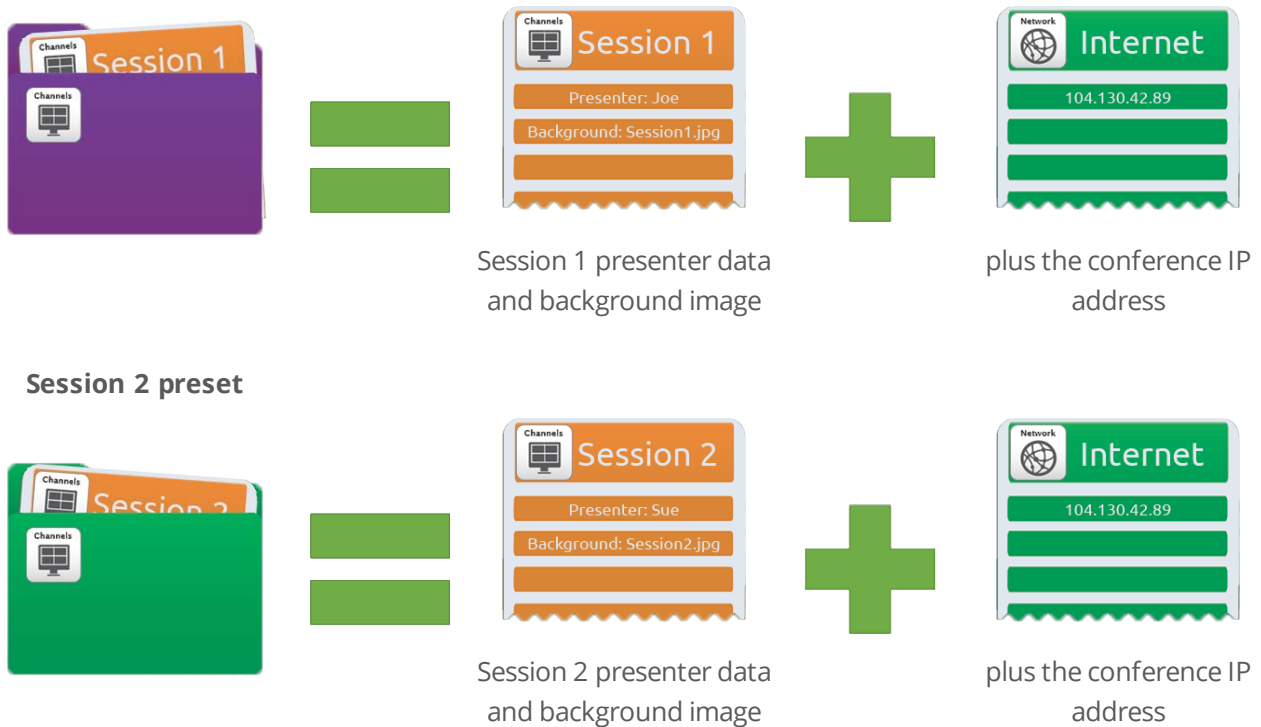 Channels
Session 1
Channels
Channels
Session 1
Presenter: Joe
Background: Session1.jpg
Network
Internet
104.130.42.89
Session 1 presenter data
and background image
plus the conference IP
address
Session 2 preset
Channels
Session 2
Channels
Channels
Session 2
Presenter: Sue
Background: Session2.jpg
Network
Internet
104.130.42.89
Session 2 presenter data
and background image
plus the conference IP
address